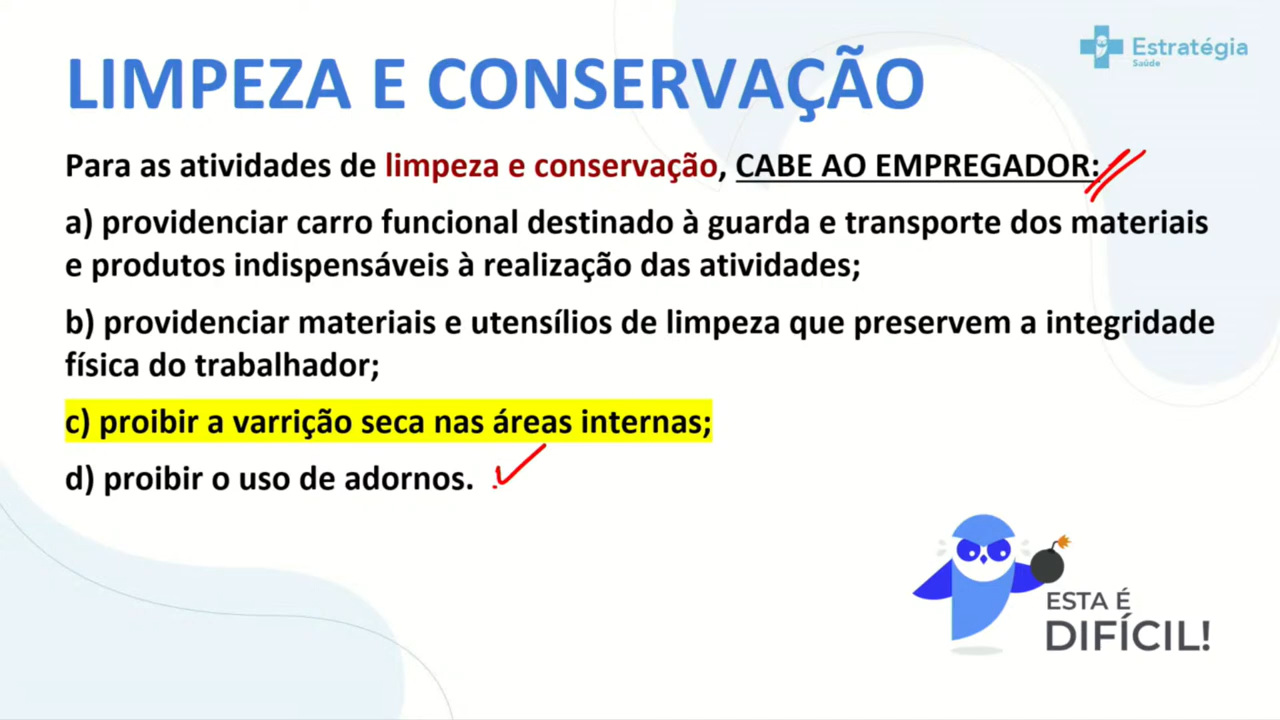 Estratégia
Saúde
LIMPEZA E CONSERVAÇÃO
Para as atividades de limpeza e conservação, CABE AO EMPREGADOR:
a) providenciar carro funcional destinado à guarda e transporte dos materiais
e produtos indispensáveis à realização das atividades;
b) providenciar materiais e utensílios de limpeza que preservem a integridade
física do trabalhador;
c) proibir a varrição seca nas áreas internas;
d) proibir o uso de adornos.
ESTA É
DIFÍCIL!